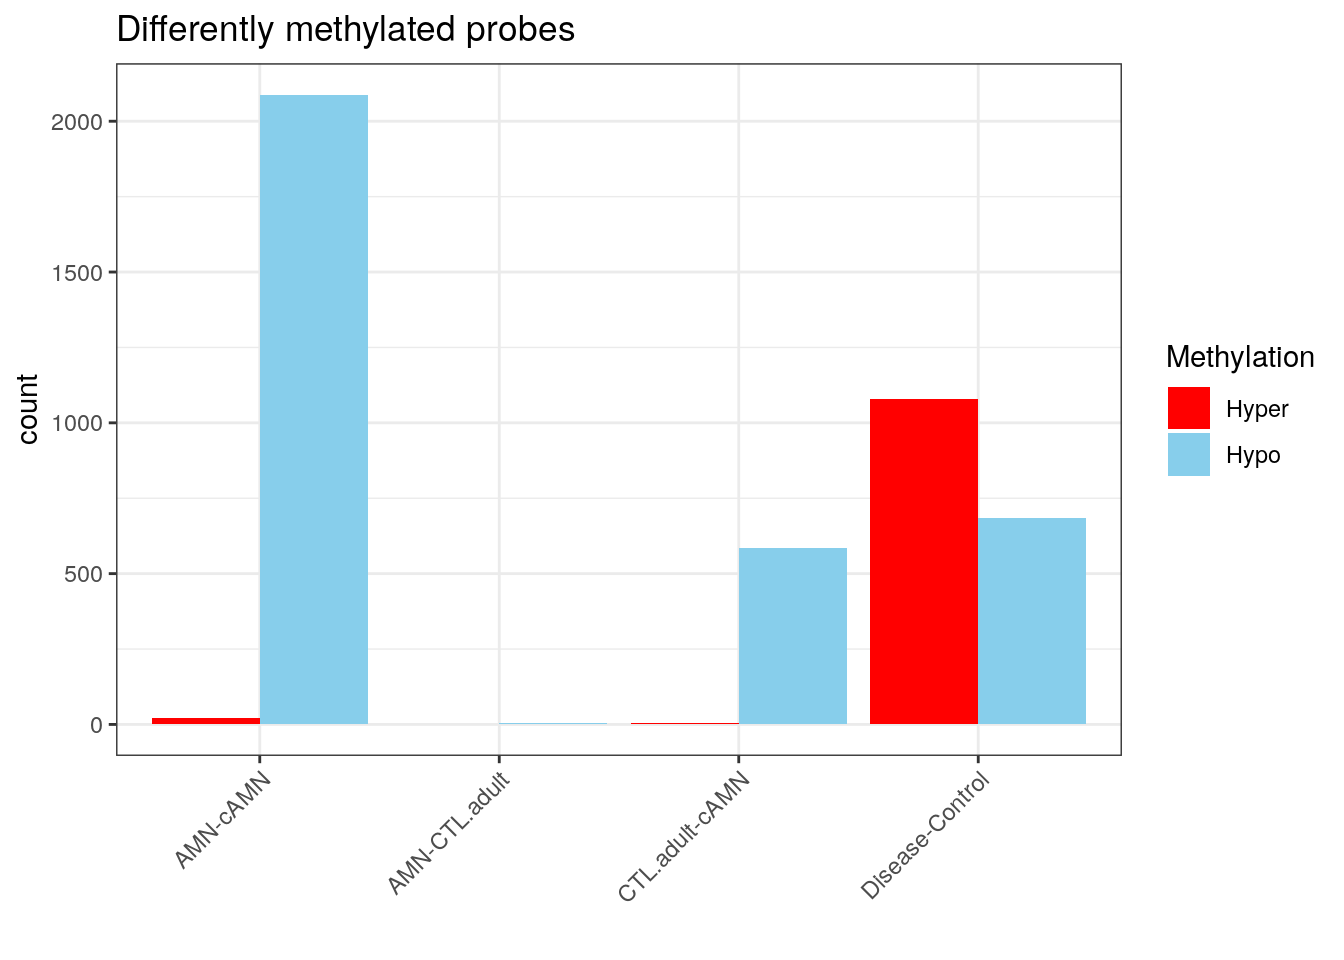 Differently methylated probes
count
2000
1500
1000
500
0
AMN-cAMN
AMN-CTL.adult
CTL.adult-cAMN
Disease-Control
Methylation
Hyper
Hypo